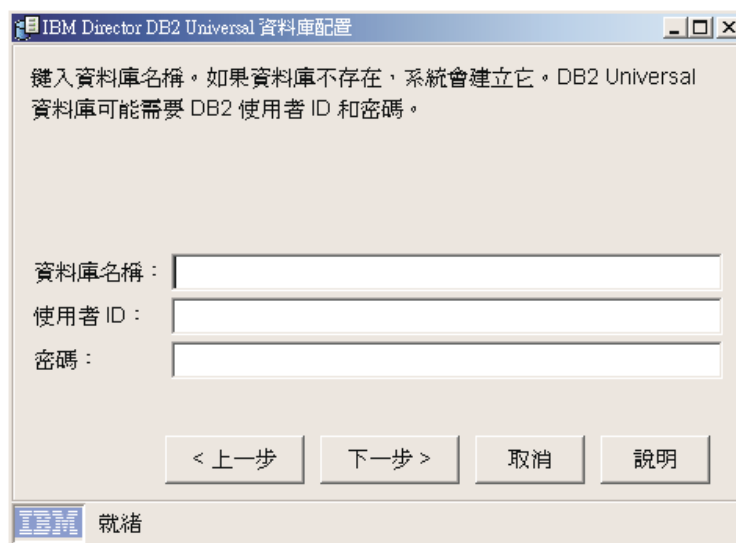 IBM Director DB2 Universal 資料庫配置
鍵入資料庫名稱。如果資料庫不存在，系統會建立它。DB2 Universal
資料庫可能需要 DB2 使用者 ID 和密碼。
資料庫名稱：
使用者 ID：
密碼：
< 上一步
下一步 >
取消
說明
IBM 就緒